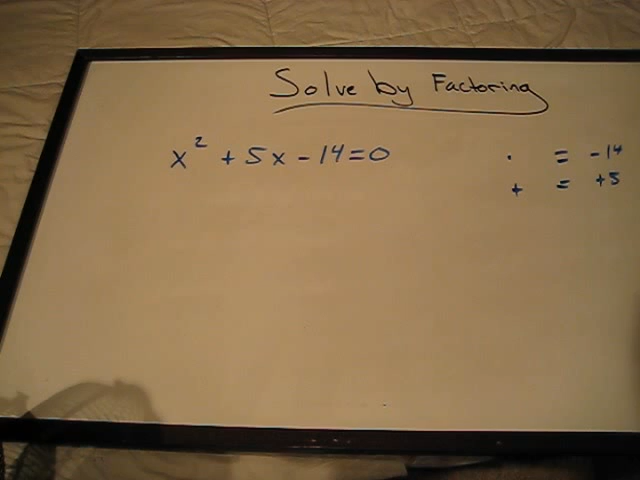 Solve by Factoring
x² + 5x - 14 = 0
· = -14
+ = +5